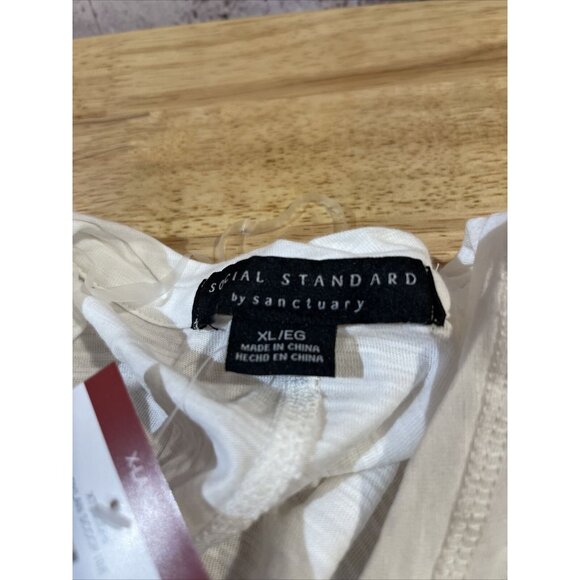 SOCIAL STANDARD
by sanctuary
XL/EG
MADE IN CHINA
HECHO EN CHINA